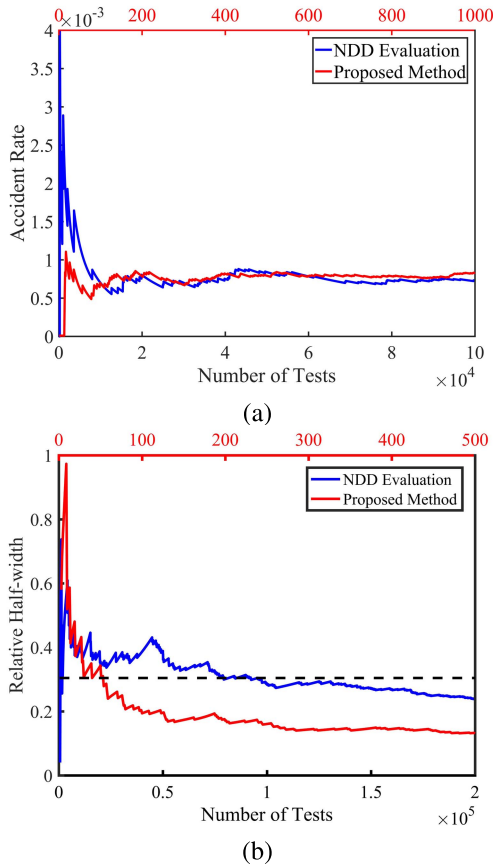 0 200 400 600 800 1000
×10⁻³
4
3.5
3
2.5
2
1.5
1
0.5
0
Accident Rate
NDD Evaluation
Proposed Method
0 2 4 6 8 10
Number of Tests
×10⁴
(a)
0 100 200 300 400 500
1
0.8
0.6
0.4
0.2
0
Relative Half-width
NDD Evaluation
Proposed Method
0 0.5 1 1.5 2
Number of Tests
×10⁵
(b)